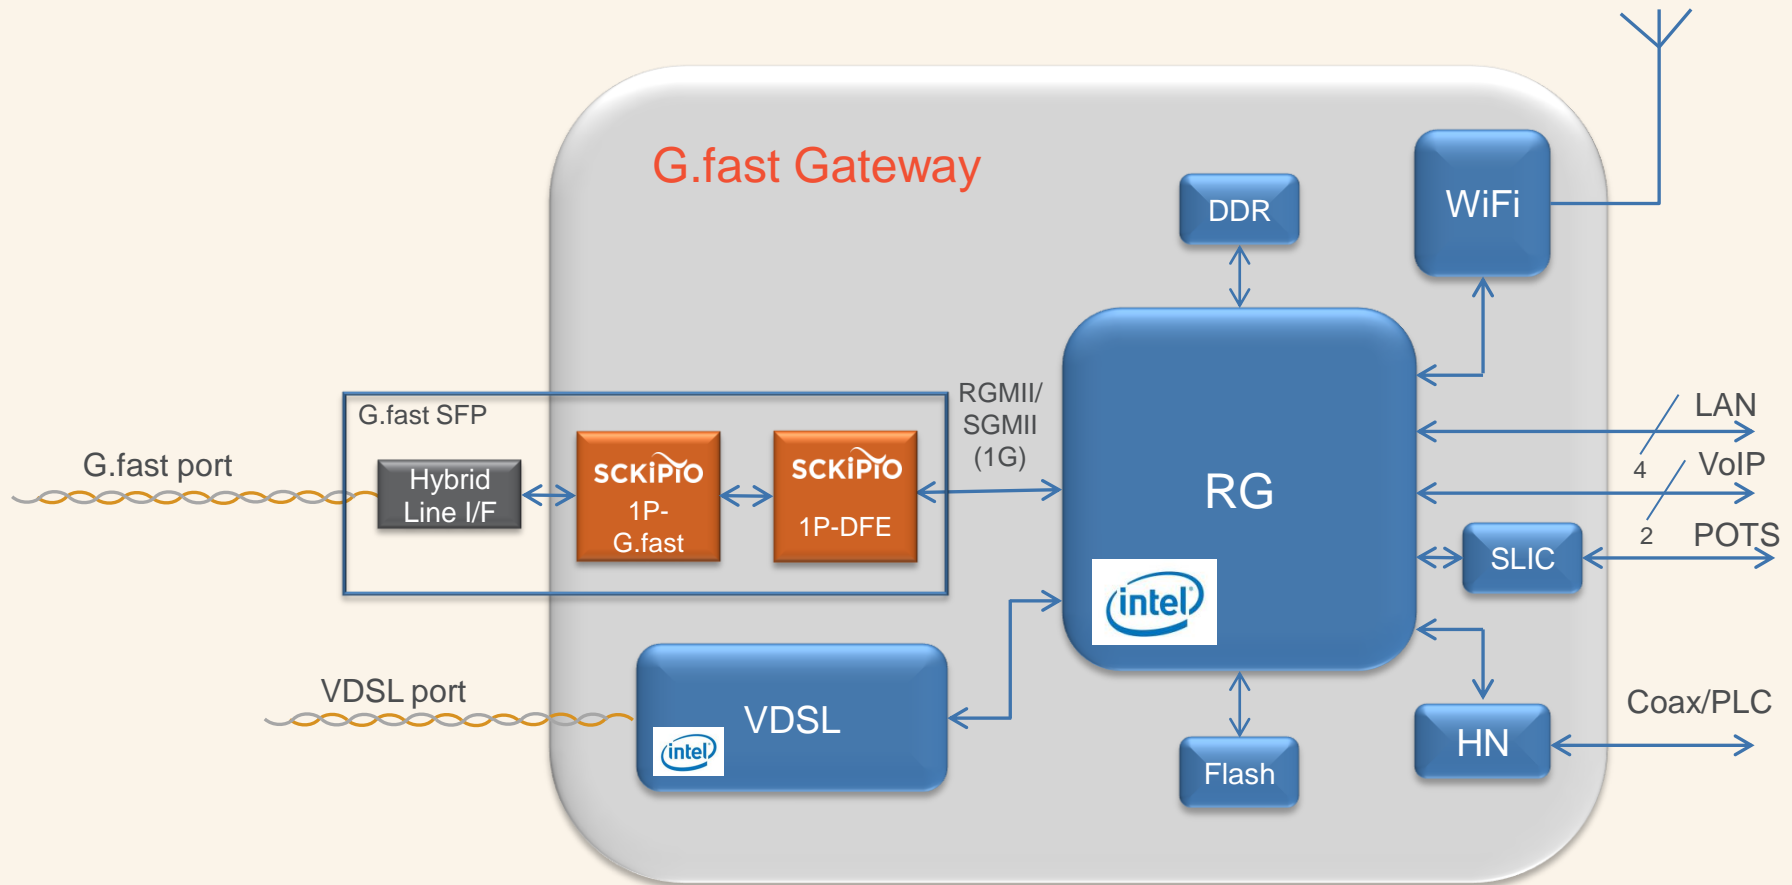 G.fast Gateway
DDR
WiFi
G.fast SFP
RGMII/
SGMII
(1G)
LAN
G.fast port
Hybrid
Line I/F
SCKiPiO
1P-
G.fast
SCKiPiO
1P-DFE
RG
4
VoIP
2
POTS
SLIC
intel
VDSL port
VDSL
intel
Flash
HN
Coax/PLC